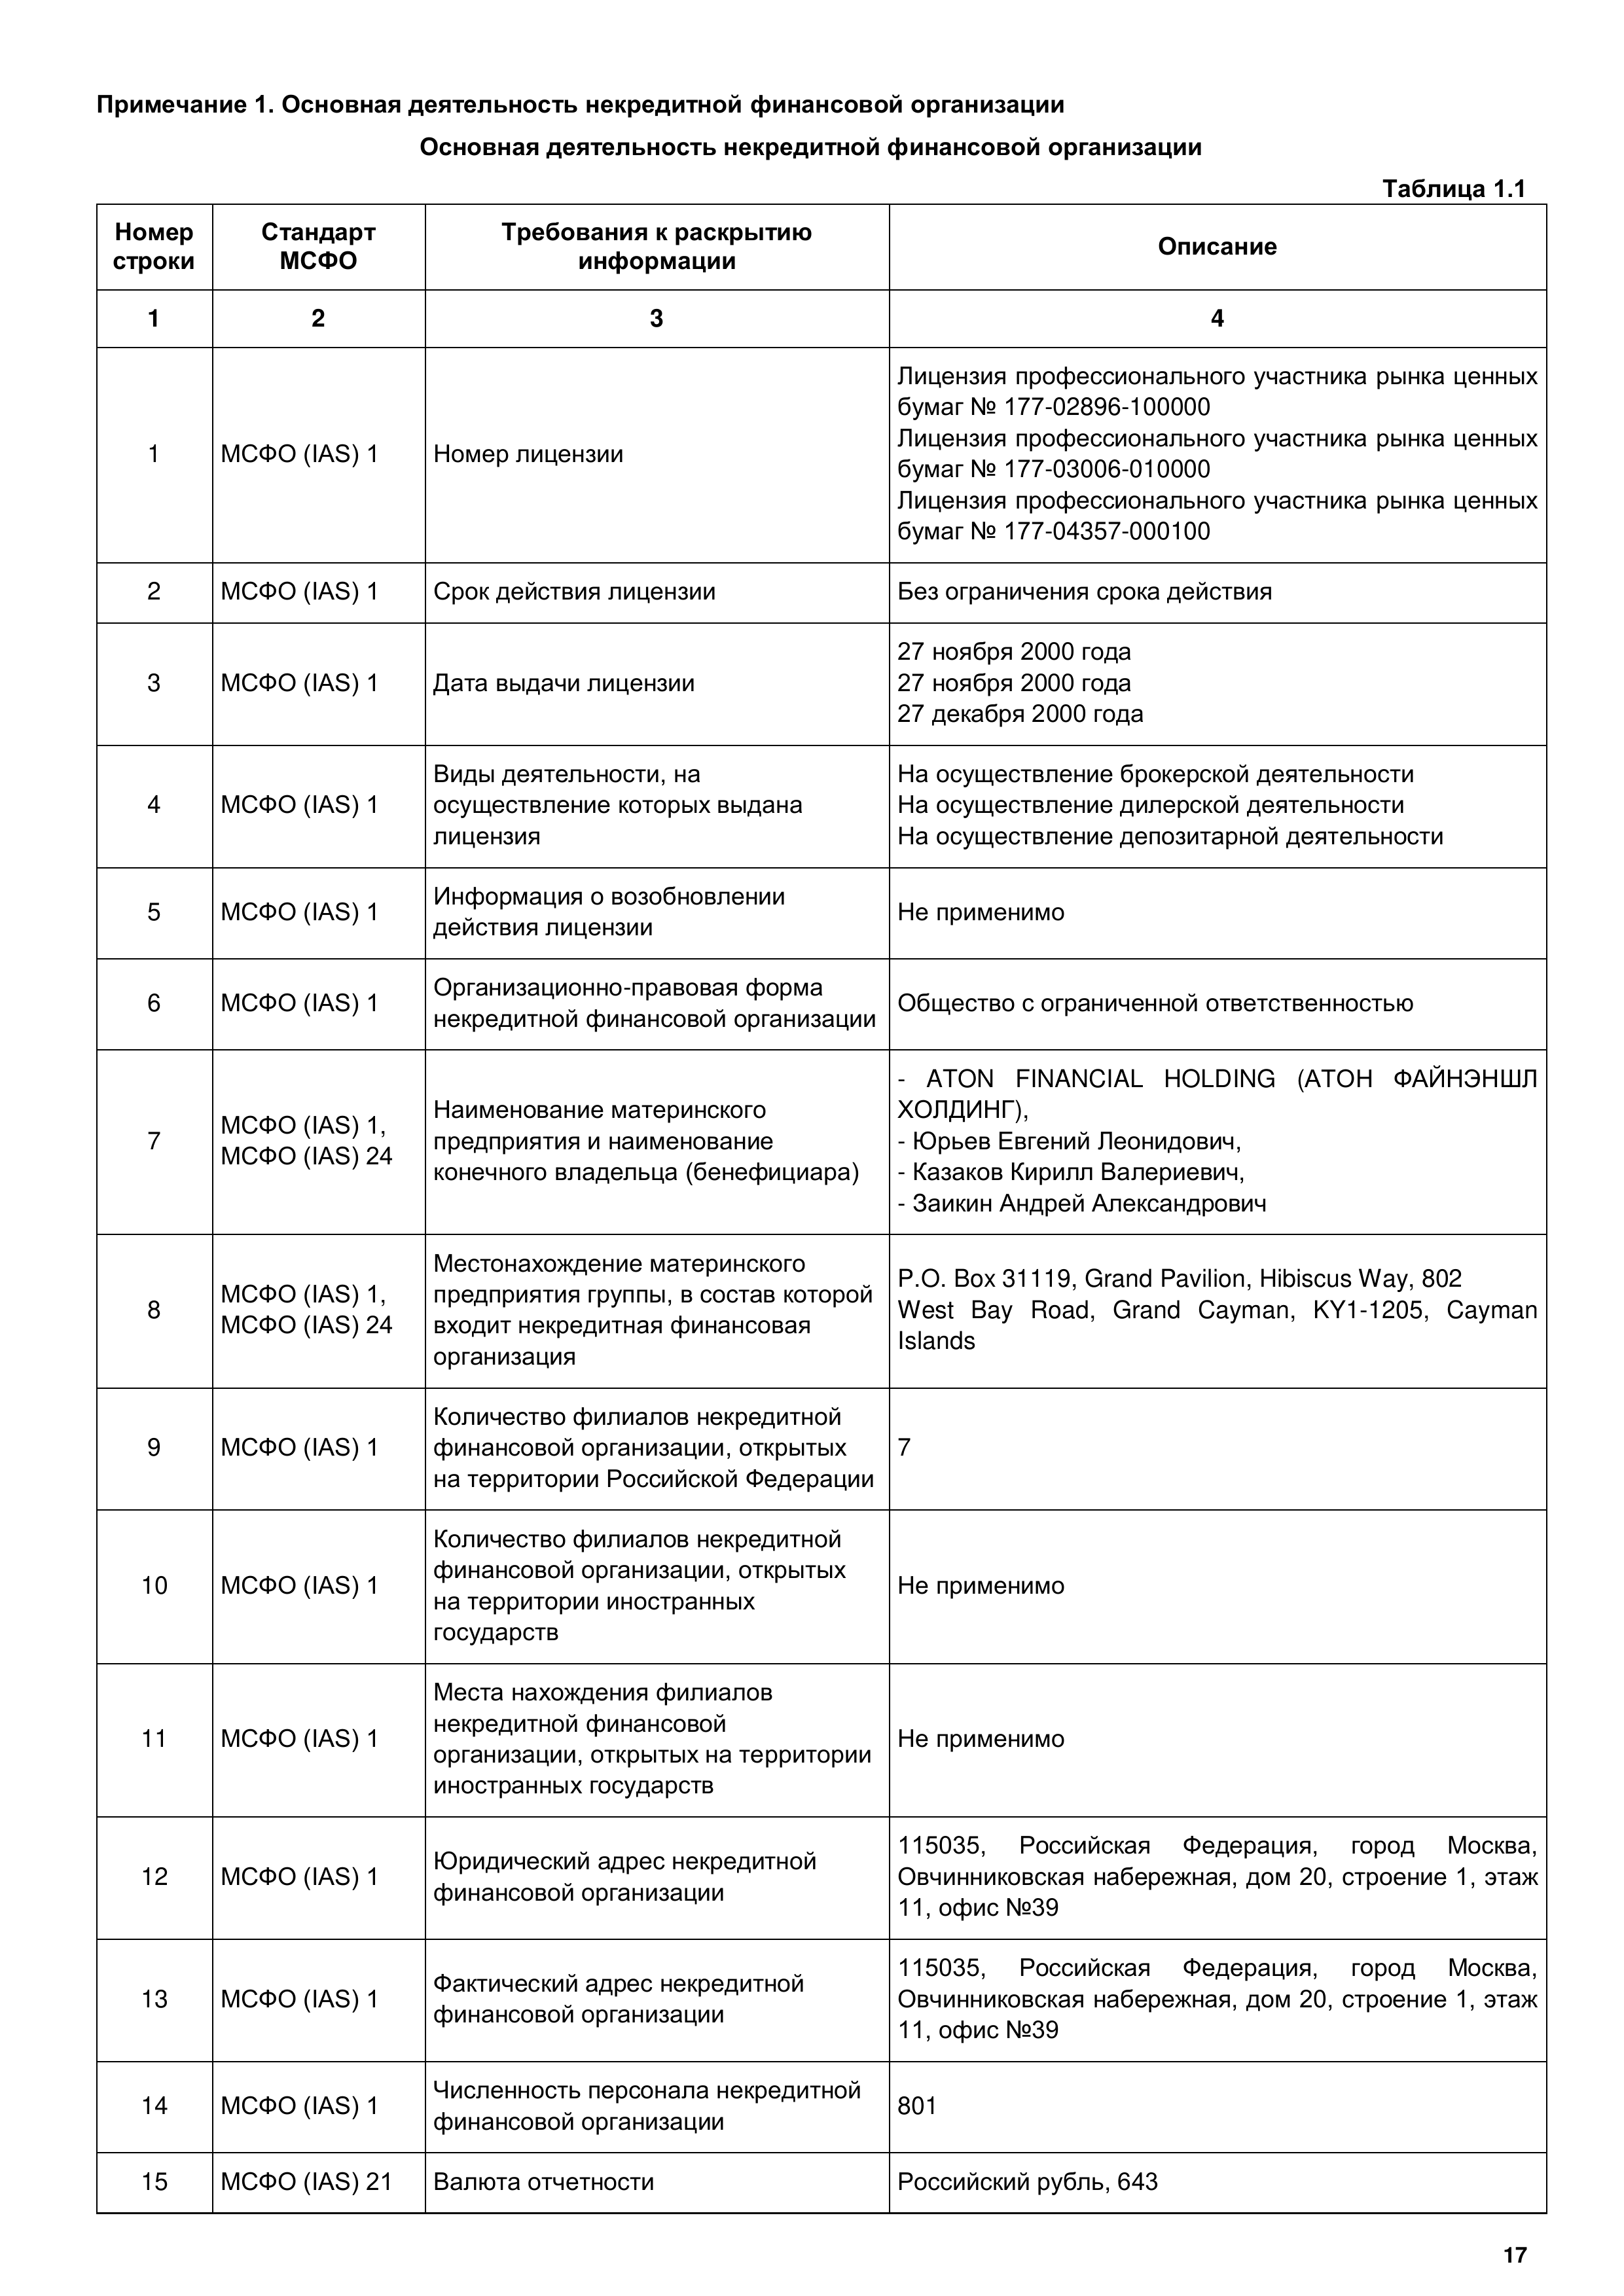 Примечание 1. Основная деятельность некредитной финансовой организации
Основная деятельность некредитной финансовой организации
Таблица 1.1
Номер
строки
Стандарт
МСФО
Требования к раскрытию
информации
Описание
1
2
3
4
1
МСФО (IAS) 1
Номер лицензии
Лицензия профессионального участника рынка ценных
бумаг № 177-02896-100000
Лицензия профессионального участника рынка ценных
бумаг № 177-03006-010000
Лицензия профессионального участника рынка ценных
бумаг № 177-04357-000100
2
МСФО (IAS) 1
Срок действия лицензии
Без ограничения срока действия
3
МСФО (IAS) 1
Дата выдачи лицензии
27 ноября 2000 года
27 ноября 2000 года
27 декабря 2000 года
4
МСФО (IAS) 1
Виды деятельности, на
осуществление которых выдана
лицензия
На осуществление брокерской деятельности
На осуществление дилерской деятельности
На осуществление депозитарной деятельности
5
МСФО (IAS) 1
Информация о возобновлении
действия лицензии
Не применимо
6
МСФО (IAS) 1
Организационно-правовая форма
некредитной финансовой организации
Общество с ограниченной ответственностью
7
МСФО (IAS) 1,
МСФО (IAS) 24
Наименование материнского
предприятия и наименование
конечного владельца (бенефициара)
- ATON FINANCIAL HOLDING (АТОН ФАЙНЭНШЛ
ХОЛДИНГ),
- Юрьев Евгений Леонидович,
- Казаков Кирилл Валериевич,
- Заикин Андрей Александрович
8
МСФО (IAS) 1,
МСФО (IAS) 24
Местонахождение материнского
предприятия группы, в состав которой
входит некредитная финансовая
организация
P.O. Box 31119, Grand Pavilion, Hibiscus Way, 802
West Bay Road, Grand Cayman, KY1-1205, Cayman
Islands
9
МСФО (IAS) 1
Количество филиалов некредитной
финансовой организации, открытых
на территории Российской Федерации
7
10
МСФО (IAS) 1
Количество филиалов некредитной
финансовой организации, открытых
на территории иностранных
государств
Не применимо
11
МСФО (IAS) 1
Места нахождения филиалов
некредитной финансовой
организации, открытых на территории
иностранных государств
Не применимо
12
МСФО (IAS) 1
Юридический адрес некредитной
финансовой организации
115035, Российская Федерация, город Москва,
Овчинниковская набережная, дом 20, строение 1, этаж
11, офис №39
13
МСФО (IAS) 1
Фактический адрес некредитной
финансовой организации
115035, Российская Федерация, город Москва,
Овчинниковская набережная, дом 20, строение 1, этаж
11, офис №39
14
МСФО (IAS) 1
Численность персонала некредитной
финансовой организации
801
15
МСФО (IAS) 21
Валюта отчетности
Российский рубль, 643
17